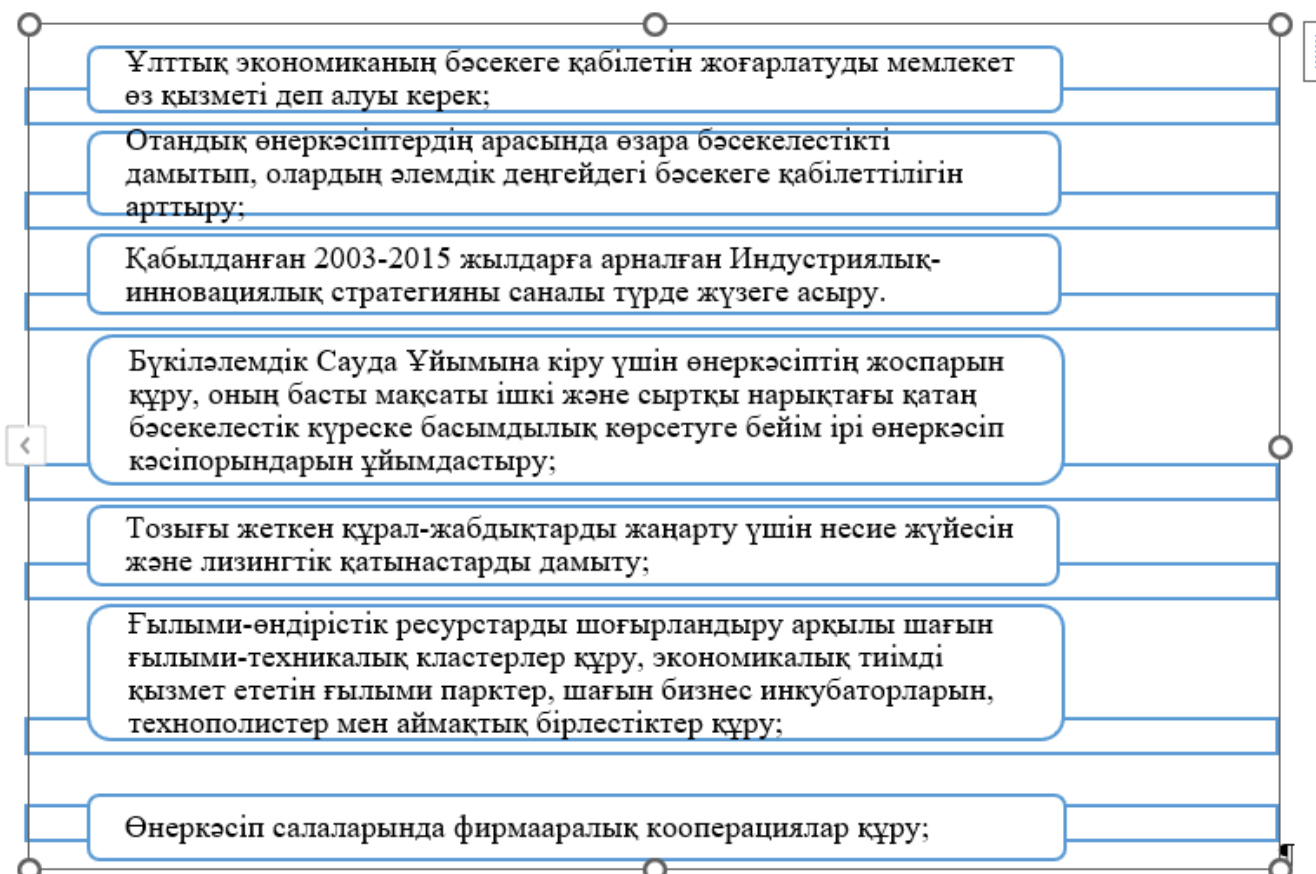 Ұлттық экономиканың бәсекеге қабілетін жоғарлатуды мемлекет
өз қызметі деп алуы керек;
Отандық өнеркәсіптердің арасында өзара бәсекелестікті
дамытып, олардың әлемдік деңгейдегі бәсекеге қабілеттілігін
арттыру;
Қабылданған 2003-2015 жылдарға арналған Индустриялық-
инновациялық стратегияны саналы түрде жүзеге асыру.
Бүкіләлемдік Сауда Ұйымына кіру үшін өнеркәсіптің жоспарын
құру, оның басты мақсаты ішкі және сыртқы нарықтағы қатаң
бәсекелестік күреске басымдылық көрсетуге бейім ірі өнеркәсіп
кәсіпорындарын ұйымдастыру;
Тозығы жеткен құрал-жабдықтарды жаңарту үшін несие жүйесін
және лизингтік қатынастарды дамыту;
Ғылыми-өндірістік ресурстарды шоғырландыру арқылы шағын
ғылыми-техникалық кластерлер құру, экономикалық тиімді
қызмет ететін ғылыми парктер, шағын бизнес инкубаторларын,
технополистер мен аймақтық бірлестіктер құру;
Өнеркәсіп салаларында фирмааралық кооперациялар құру;